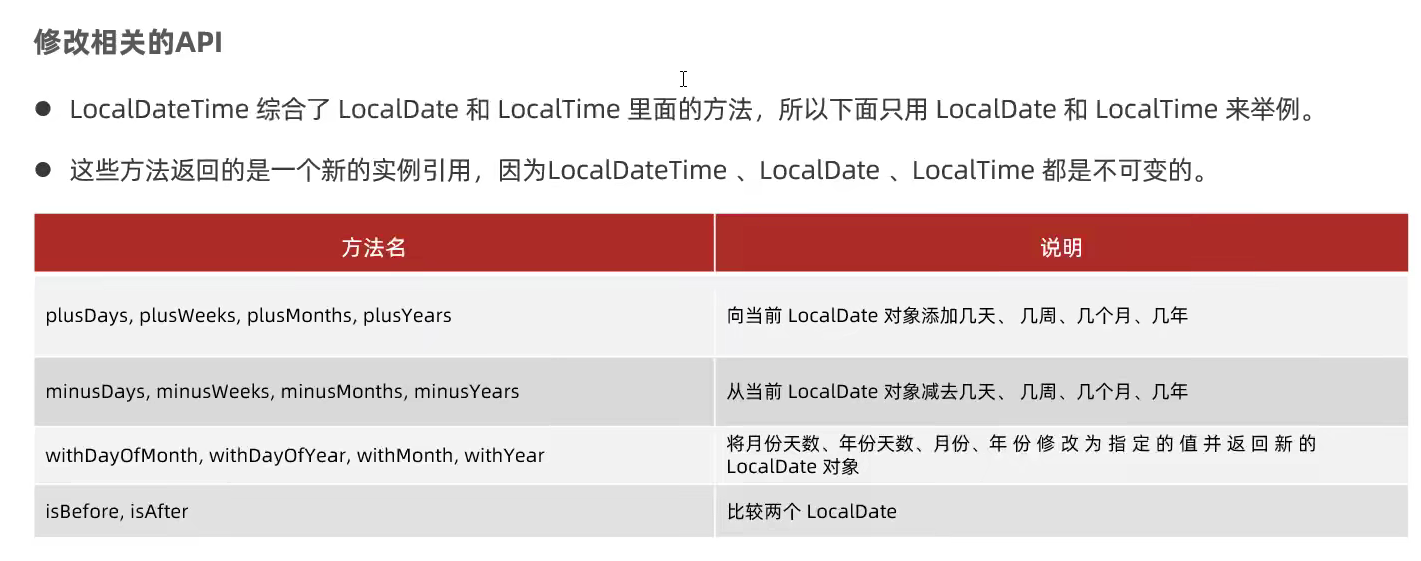 修改相关的API
● LocalDateTime 综合了 LocalDate 和 LocalTime 里面的方法，所以下面只用 LocalDate 和 LocalTime 来举例。
● 这些方法返回的是一个新的实例引用，因为LocalDateTime 、LocalDate 、LocalTime 都是不可变的。
方法名 说明
plusDays, plusWeeks, plusMonths, plusYears 向当前 LocalDate 对象添加几天、 几周、几个月、几年
minusDays, minusWeeks, minusMonths, minusYears 从当前 LocalDate 对象减去几天、 几周、几个月、几年
withDayOfMonth, withDayOfYear, withMonth, withYear 将月份天数、年份天数、月份、年 份 修 改 为 指 定 的 值 并 返 回 新 的
LocalDate 对象
isBefore, isAfter 比较两个 LocalDate